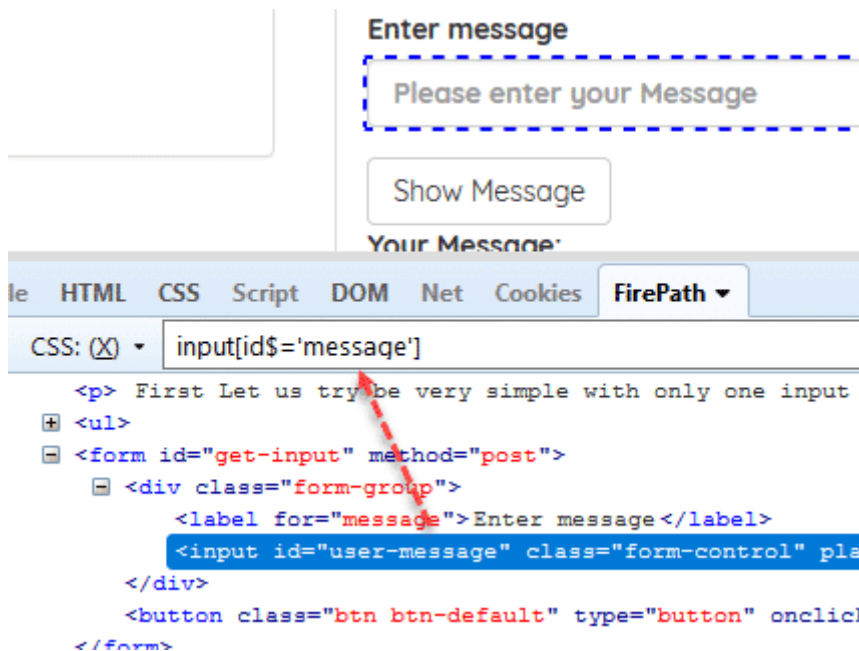 Enter message
Please enter your Message
Show Message
Your Message:
HTML CSS Script DOM Net Cookies FirePath
CSS: (X) input[id$='message']
<p> First Let us try be very simple with only one input
<ul>
<form id="get-input" method="post">
<div class="form-group">
<label for="message">Enter message</label>
<input id="user-message" class="form-control"
</div>
<button class="btn btn-default" type="button"
</form>